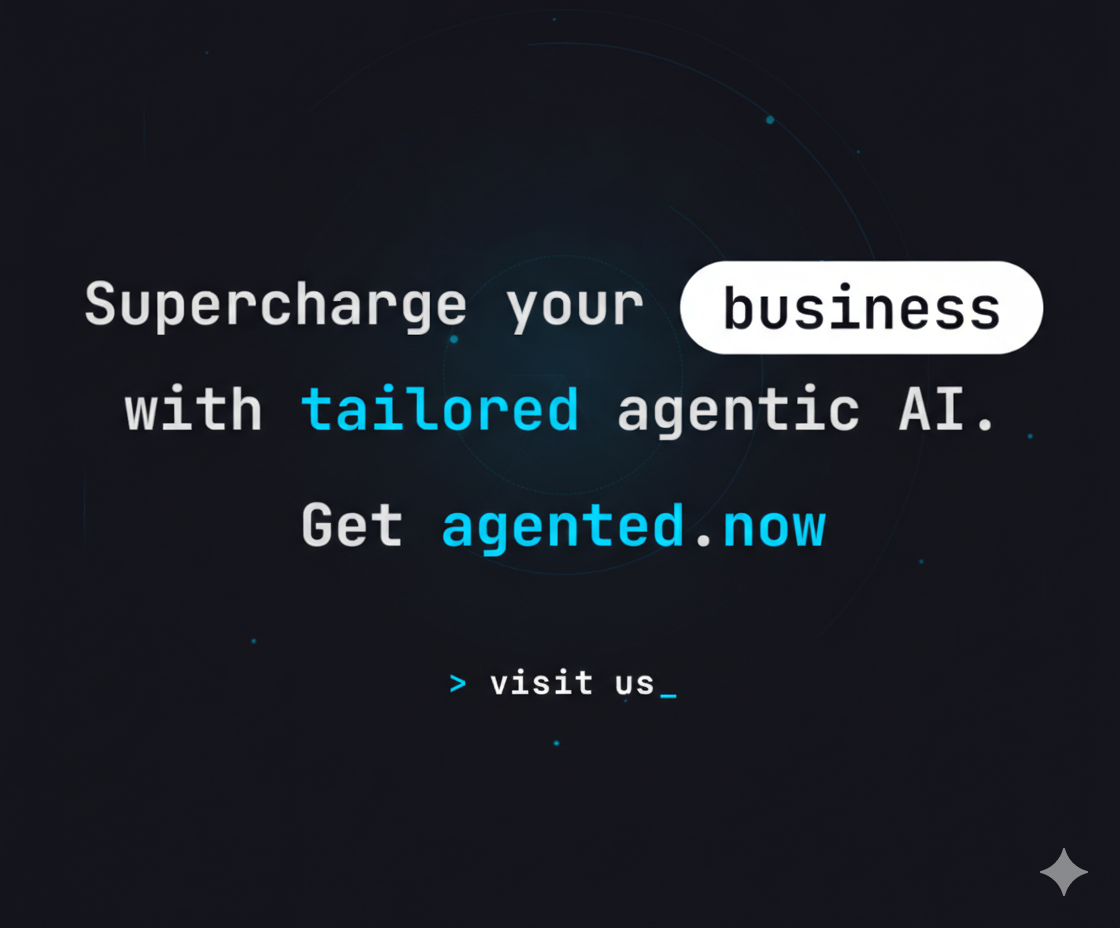 Supercharge your business
with tailored agentic AI.
Get agented.now
> visit us_